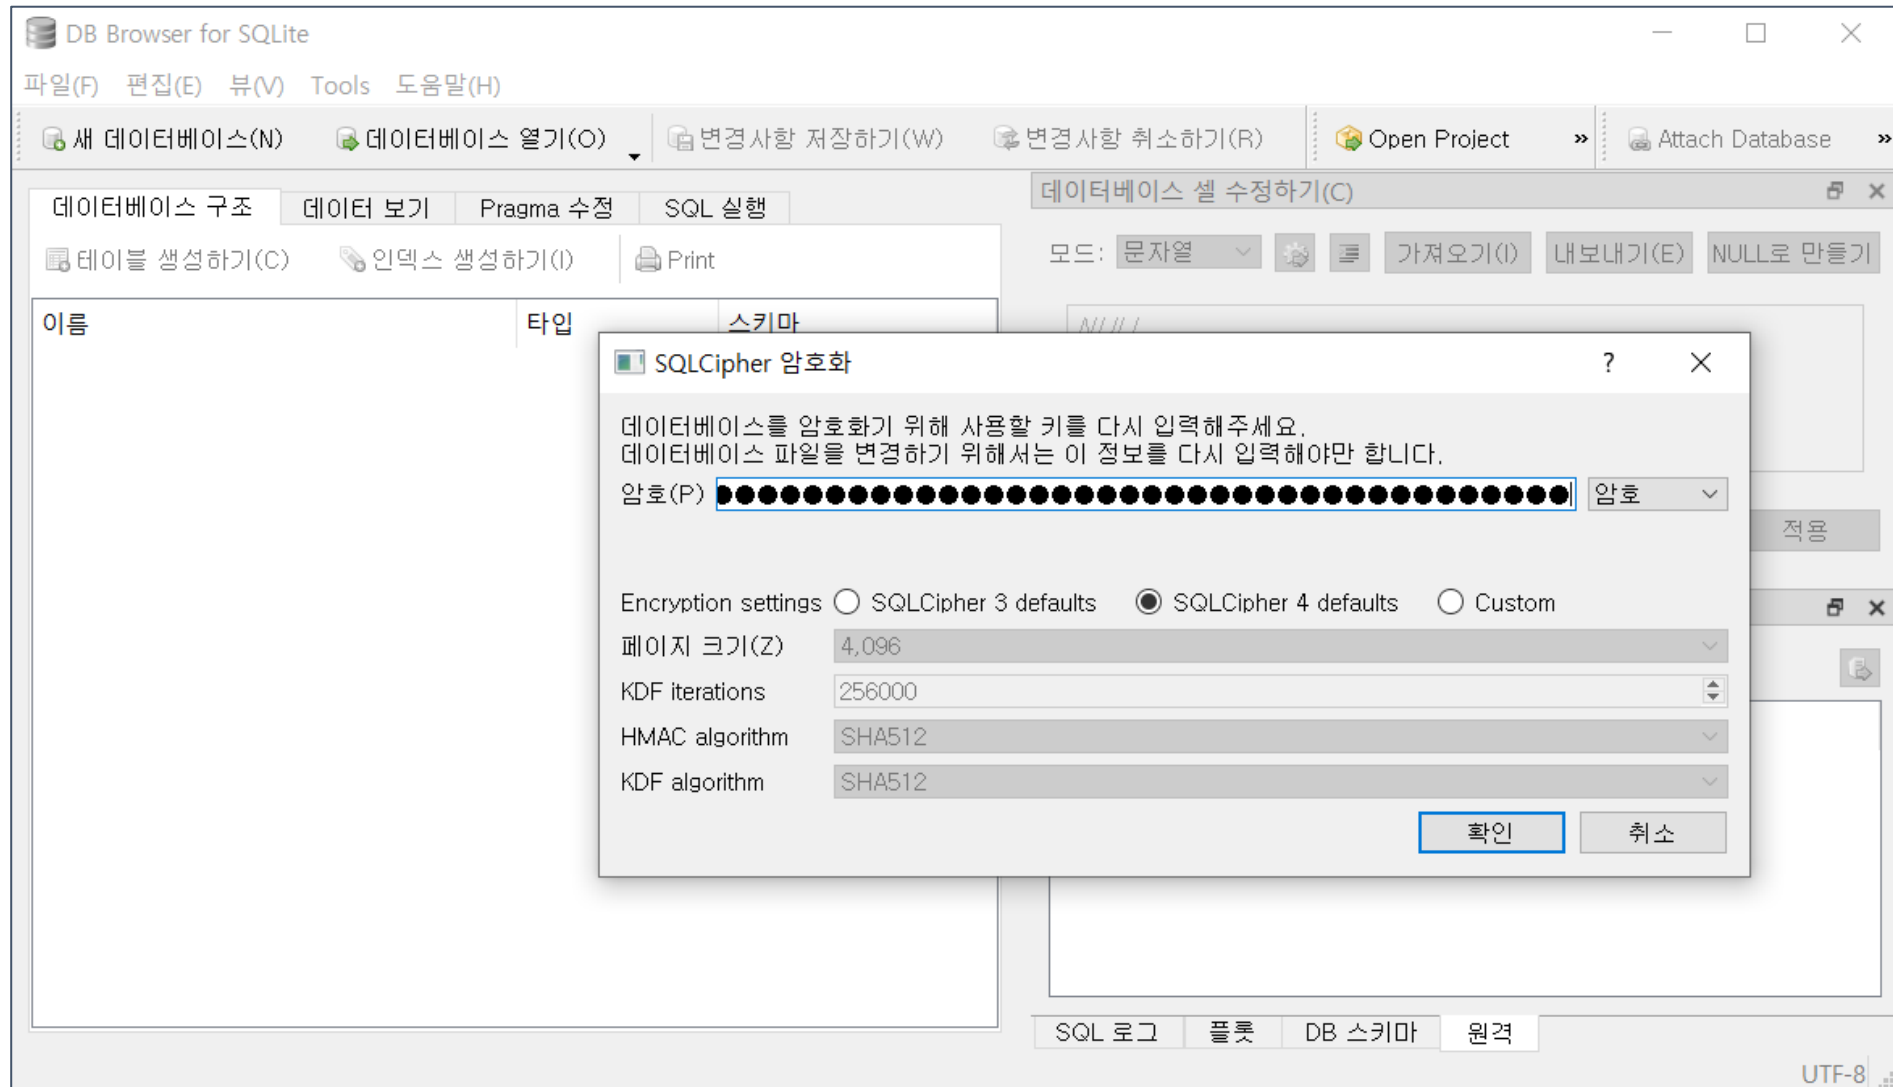 DB Browser for SQLite
파일(F) 편집(E) 뷰(V) Tools 도움말(H)
새 데이터베이스(N) 데이터베이스 열기(O) 변경사항 저장하기(W) 변경사항 취소하기(R) Open Project » Attach Database »
데이터베이스 구조 데이터 보기 Pragma 수정 SQL 실행
테이블 생성하기(C) 인덱스 생성하기(I) Print
이름 타입 스키마
데이터베이스 셀 수정하기(C)
모드: 문자열 가져오기(I) 내보내기(E) NULL로 만들기
NULL
SQLCipher 암호화 ?
데이터베이스를 암호화기 위해 사용할 키를 다시 입력해주세요.
데이터베이스 파일을 변경하기 위해서는 이 정보를 다시 입력해야만 합니다.
암호(P) 암호
Encryption settings SQLCipher 3 defaults SQLCipher 4 defaults Custom
페이지 크기(Z) 4,096
KDF iterations 256000
HMAC algorithm SHA512
KDF algorithm SHA512
확인 취소
적용
SQL 로그 플롯 DB 스키마 원격
UTF-8